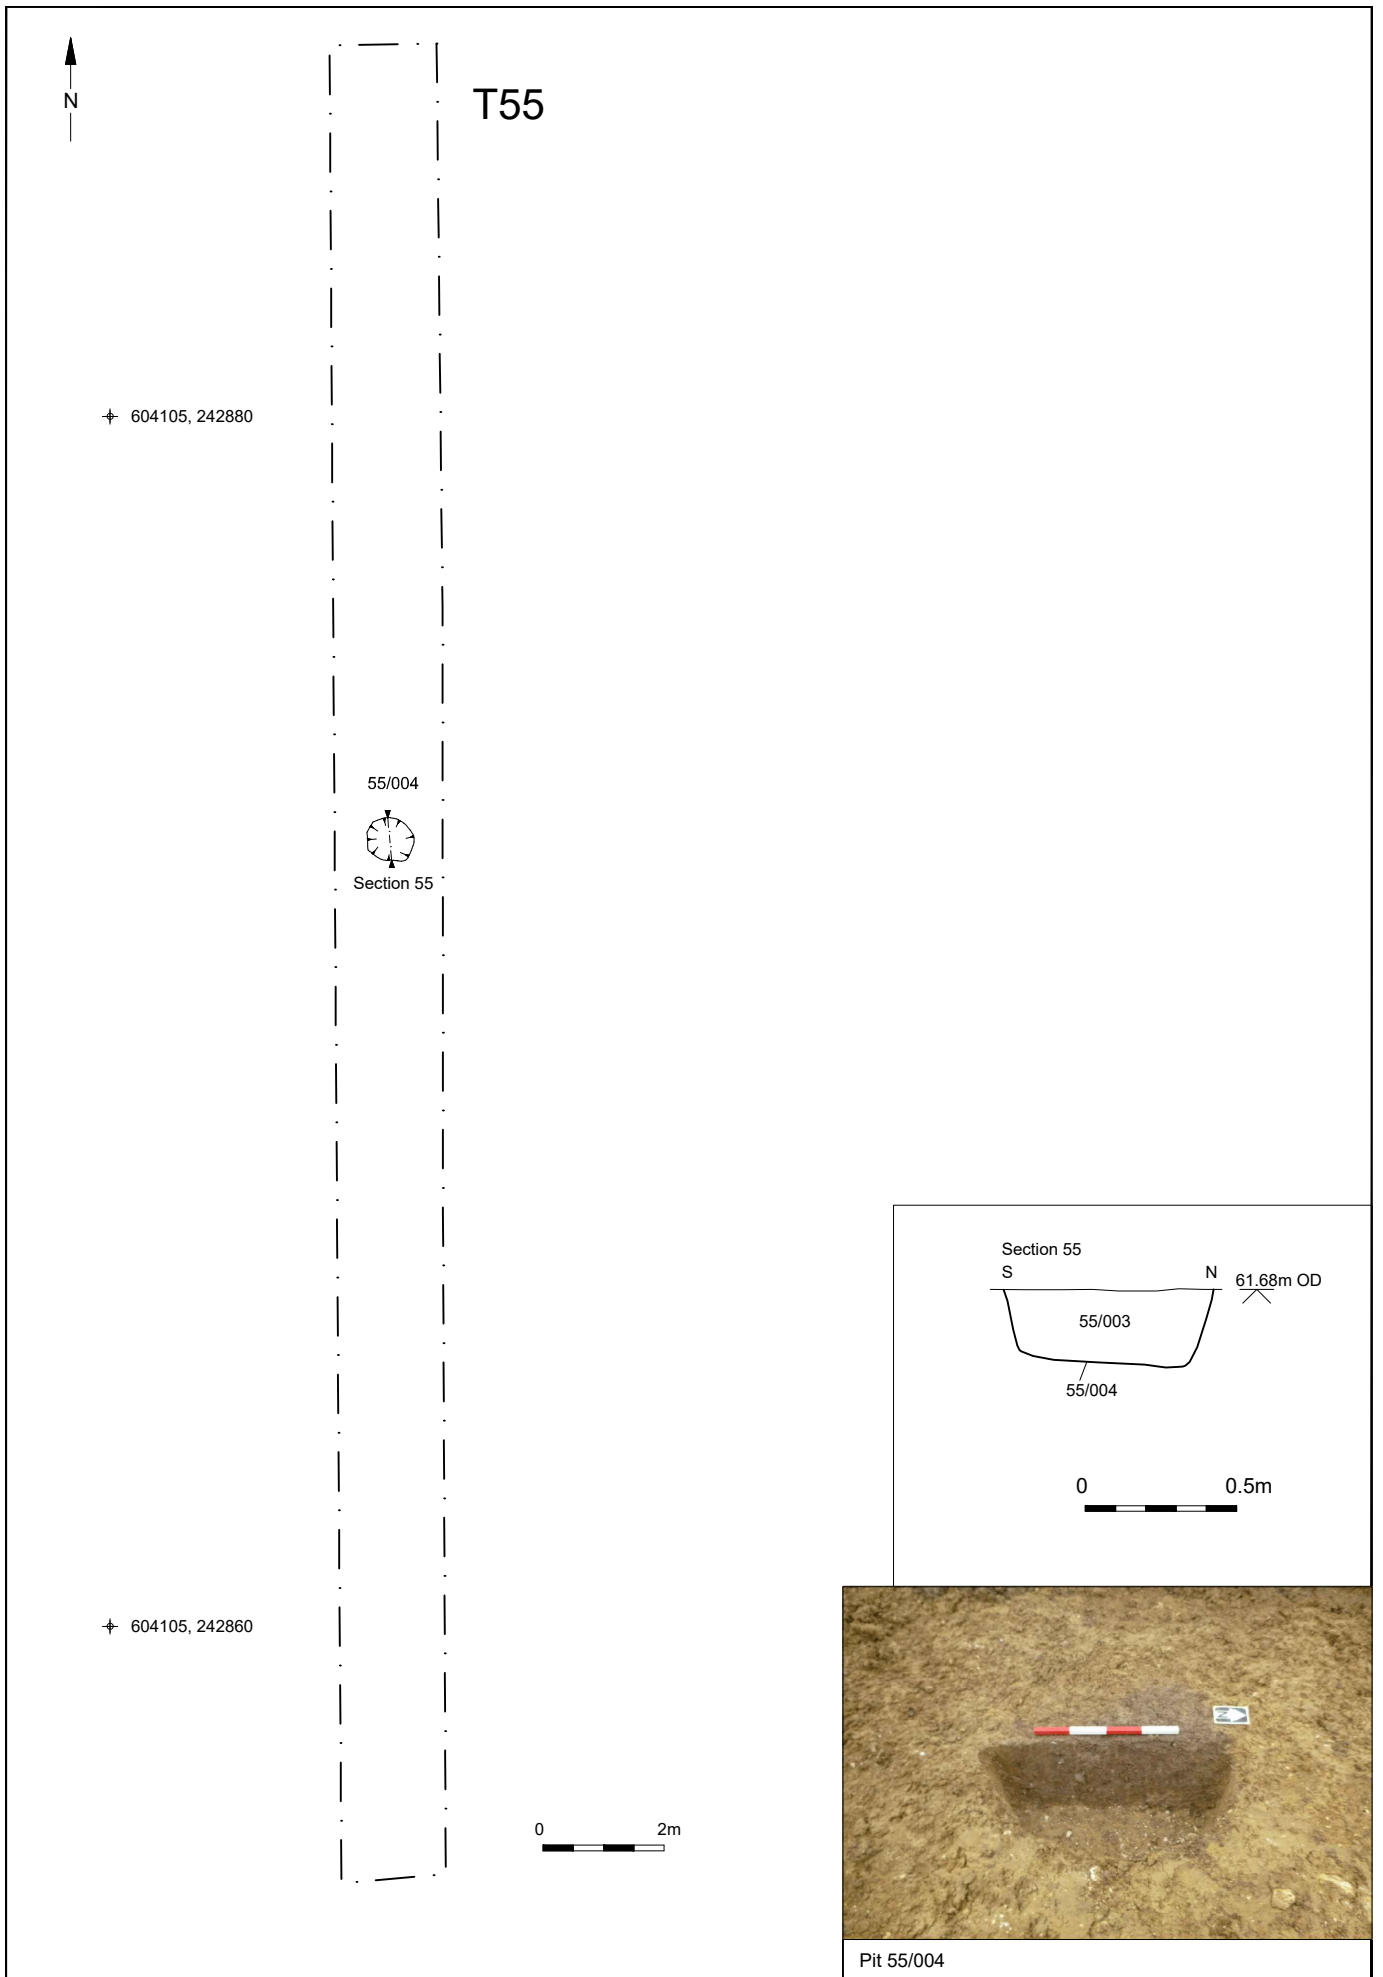 N
T55
604105, 242880
55/004
Section 55
604105, 242860
0 2m
Section 55
S N
61.68m OD
55/003
55/004
0 0.5m
N
Pit 55/004